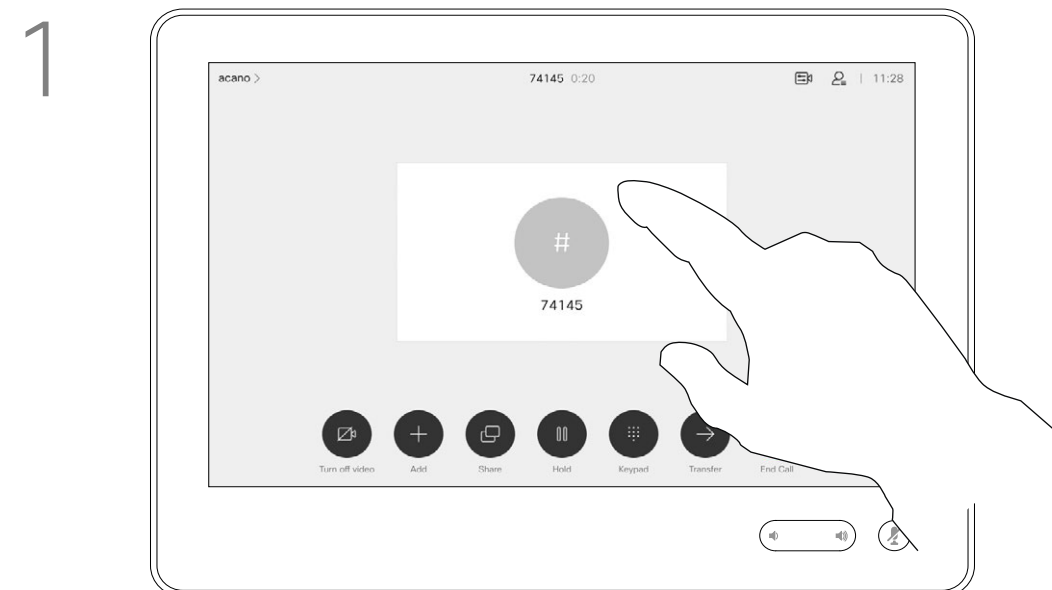 1
acano >
74145 0:20
11:28
#
74145
Turn off video
Add
Share
Hold
Keypad
Transfer
End Call